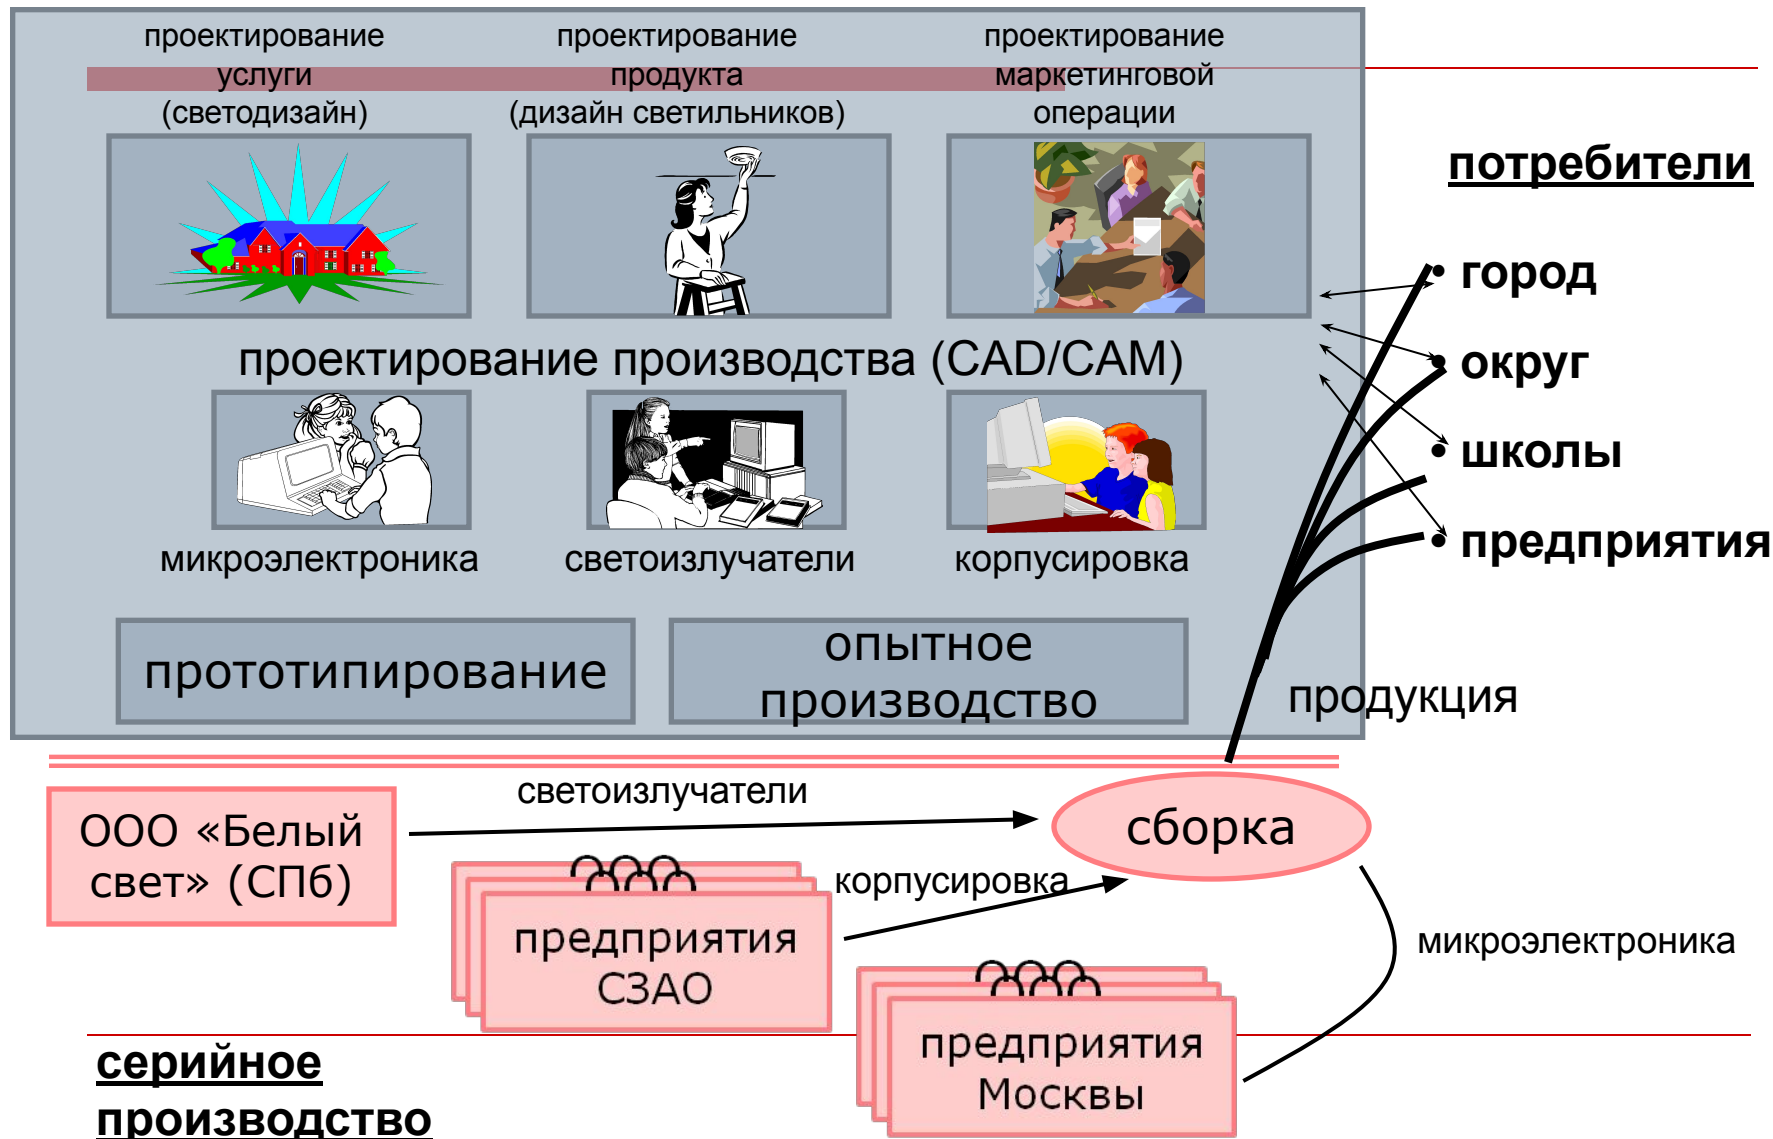 проектирование
услуги
(светодизайн)
проектирование
продукта
(дизайн светильников)
проектирование
маркетинговой
операции
потребители
• город
• округ
• школы
• предприятия
проектирование производства (CAD/CAM)
микроэлектроника
светоизлучатели
корпусировка
прототипирование
опытное
производство
продукция
светоизлучатели
ООО «Белый
свет» (СПб)
сборка
корпусировка
предприятия
СЗАО
микроэлектроника
предприятия
Москвы
серийное
производство